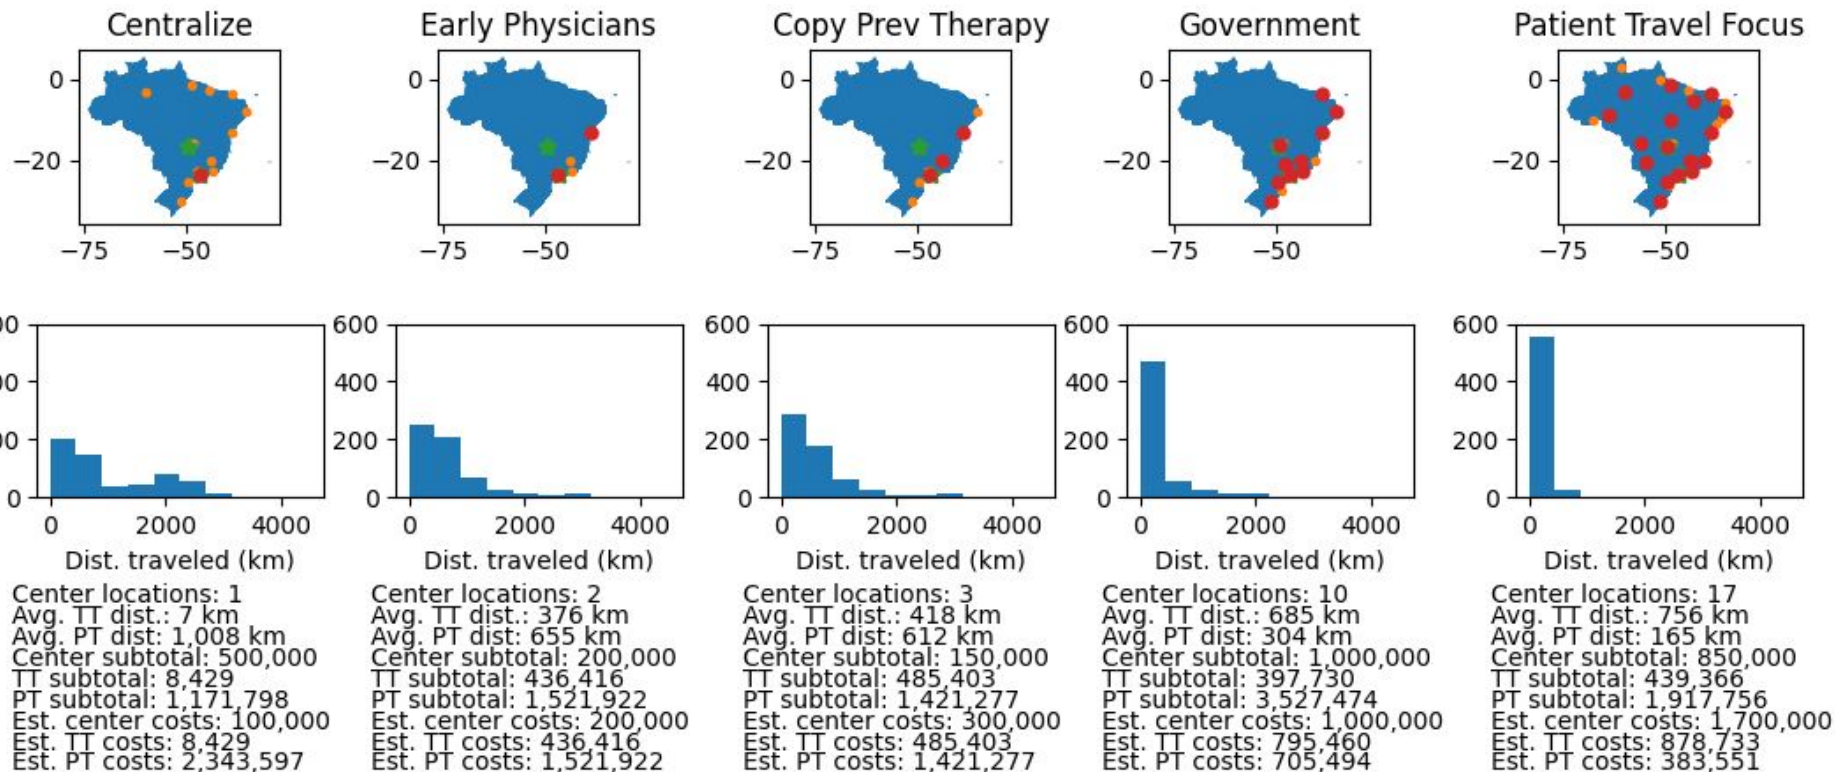 Centralize
Early Physicians
Copy Prev Therapy
Government
Patient Travel Focus
0
−20
−75 −50
0
−20
−75 −50
0
−20
−75 −50
0
−20
−75 −50
0
−20
−75 −50
0
0 2000 4000
Dist. traveled (km)
600
400
200
0
0 2000 4000
Dist. traveled (km)
600
400
200
0
0 2000 4000
Dist. traveled (km)
600
400
200
0
0 2000 4000
Dist. traveled (km)
600
400
200
0
0 2000 4000
Dist. traveled (km)
Center locations: 1
Avg. TT dist.: 7 km
Avg. PT dist: 1,008 km
Center subtotal: 500,000
TT subtotal: 8,429
PT subtotal: 1,171,798
Est. center costs: 100,000
Est. TT costs: 8,429
Est. PT costs: 2,343,597
Center locations: 2
Avg. TT dist.: 376 km
Avg. PT dist: 655 km
Center subtotal: 200,000
TT subtotal: 436,416
PT subtotal: 1,521,922
Est. center costs: 200,000
Est. TT costs: 436,416
Est. PT costs: 1,521,922
Center locations: 3
Avg. TT dist.: 418 km
Avg. PT dist: 612 km
Center subtotal: 150,000
TT subtotal: 485,403
PT subtotal: 1,421,277
Est. center costs: 300,000
Est. TT costs: 485,403
Est. PT costs: 1,421,277
Center locations: 10
Avg. TT dist.: 685 km
Avg. PT dist: 304 km
Center subtotal: 1,000,000
TT subtotal: 397,730
PT subtotal: 3,527,474
Est. center costs: 1,000,000
Est. TT costs: 795,460
Est. PT costs: 705,494
Center locations: 17
Avg. TT dist.: 756 km
Avg. PT dist: 165 km
Center subtotal: 850,000
TT subtotal: 439,366
PT subtotal: 1,917,756
Est. center costs: 1,700,000
Est. TT costs: 878,733
Est. PT costs: 383,551